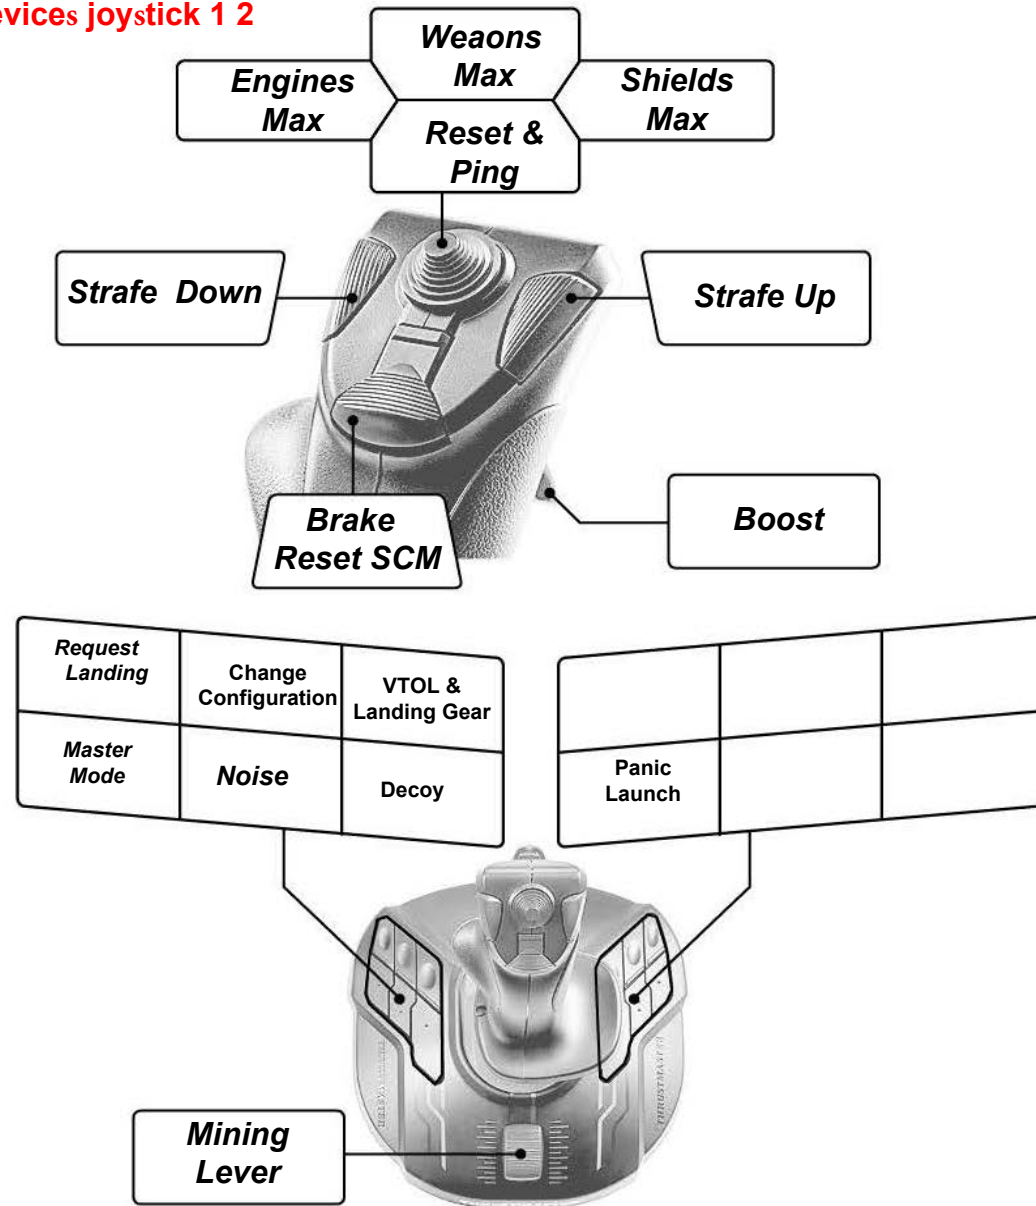 evices joystick 1 2
Weaons
Max
Engines
Max
Shields
Max
Reset &
Ping
Strafe Down
Strafe Up
Brake
Reset SCM
Boost
Request
Landing
Change
Configuration
VTOL &
Landing Gear
Master
Mode
Noise
Decoy
Panic
Launch
Mining
Lever
THRUSTMASTER